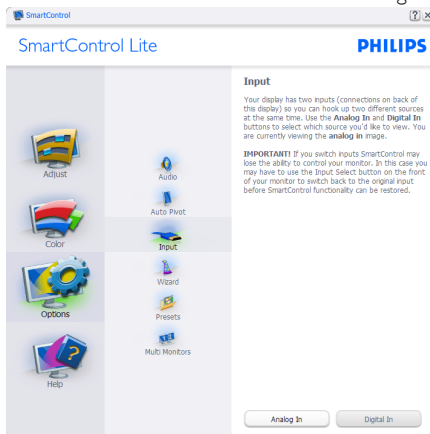 SmartControl
SmartControl Lite
PHILIPS
Adjust
Color
Options
Help
Audio
Auto Pivot
Input
Wizard
Presets
Multi Monitors
Input
Your display has two inputs (connections on back of
this display) so you can hook up two different sources
at the same time. Use the Analog In and Digital In
buttons to select which source you'd like to view. You
are currently viewing the analog in image.
IMPORTANT! If you switch inputs SmartControl may
lose the ability to control your monitor. In this case you
may have to use the Input Select button on the front
of your monitor to switch back to the original input
before SmartControl functionality can be restored.
Analog In
Digital In